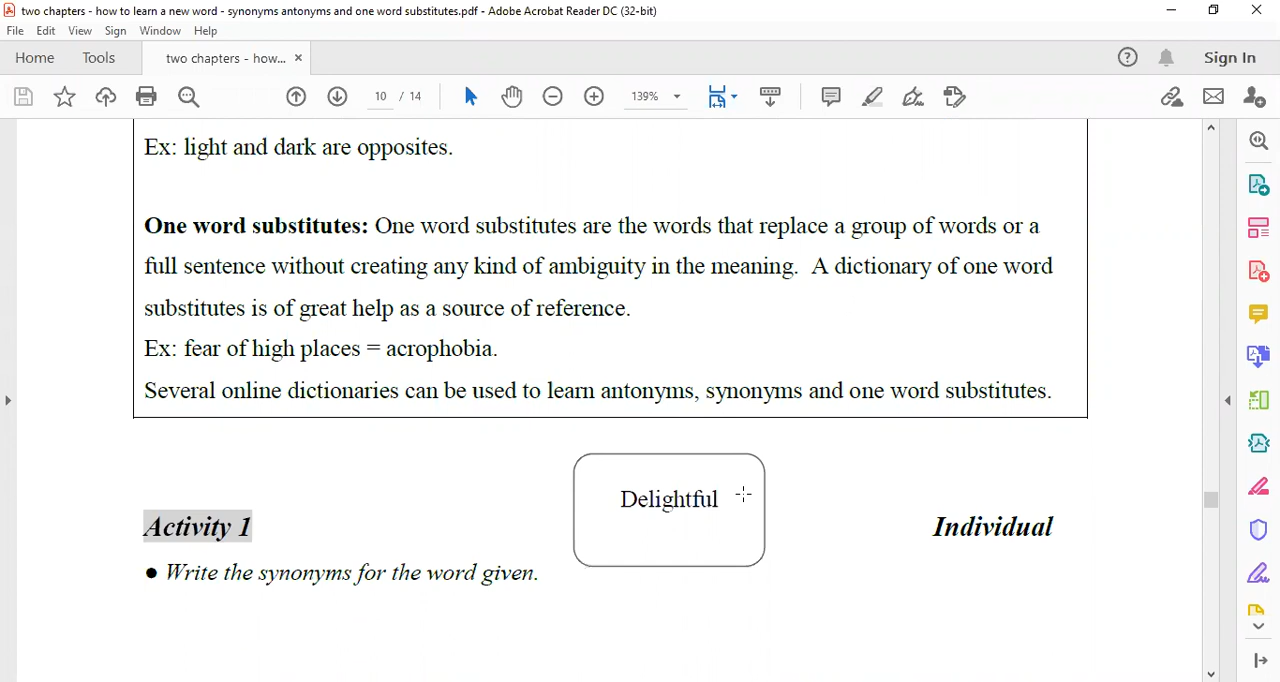 two chapters - how to learn a new word - synonyms antonyms and one word substitutes.pdf - Adobe Acrobat Reader DC (32-bit)
File Edit View Sign Window Help
Home Tools two chapters - how... × Sign In
10 / 14 139%
Ex: light and dark are opposites.
One word substitutes: One word substitutes are the words that replace a group of words or a
full sentence without creating any kind of ambiguity in the meaning. A dictionary of one word
substitutes is of great help as a source of reference.
Ex: fear of high places = acrophobia.
Several online dictionaries can be used to learn antonyms, synonyms and one word substitutes.
Delightful
Activity 1 Individual
● Write the synonyms for the word given.